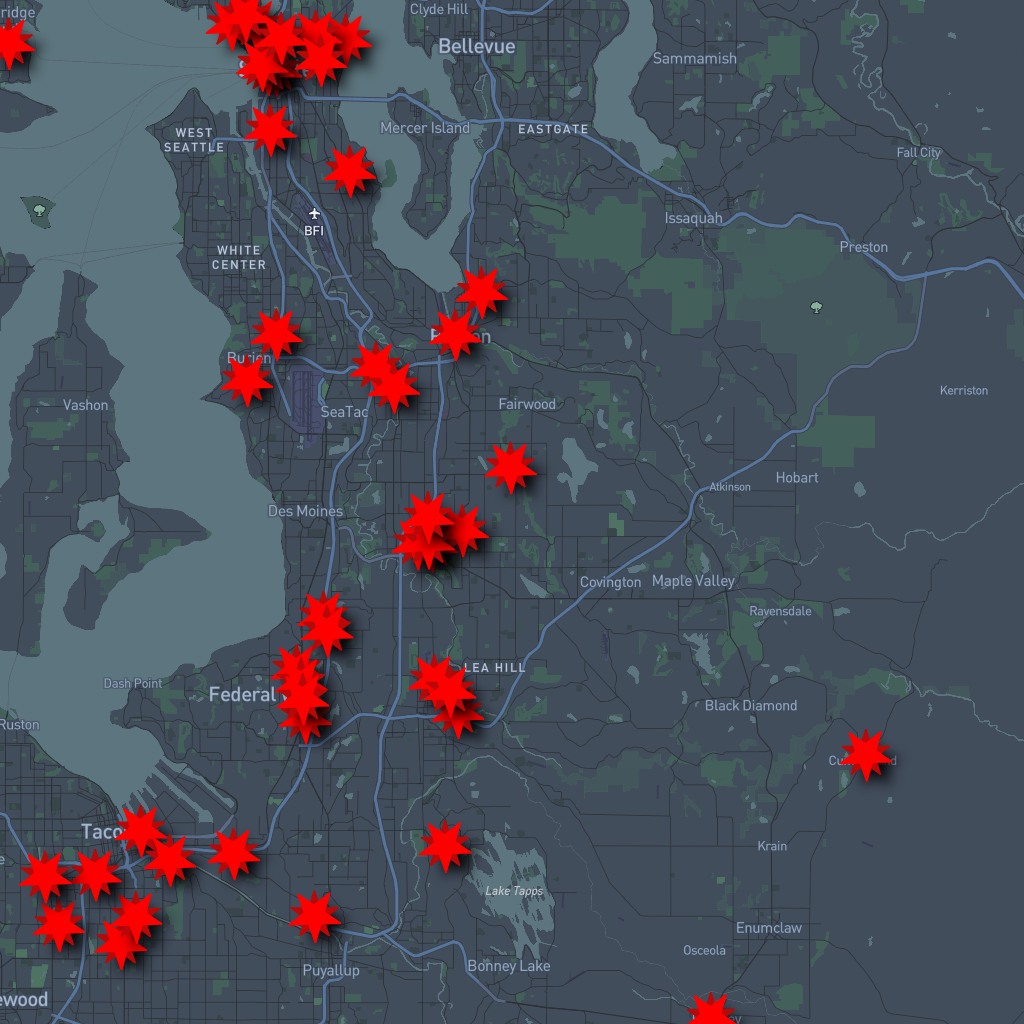 Clyde Hill
Bellevue
Sammamish
WEST
SEATTLE
Mercer Island
EASTGATE
Fall City
Issaquah
BFI
Preston
WHITE
CENTER
Burien
Kerriston
SeaTac
Fairwood
Vashon
Hobart
Atkinson
Des Moines
Covington
Maple Valley
Ravensdale
LEA HILL
Dash Point
Federal
Black Diamond
Ruston
Krain
Lake Tapps
Enumclaw
Osceola
Puyallup
Bonney Lake